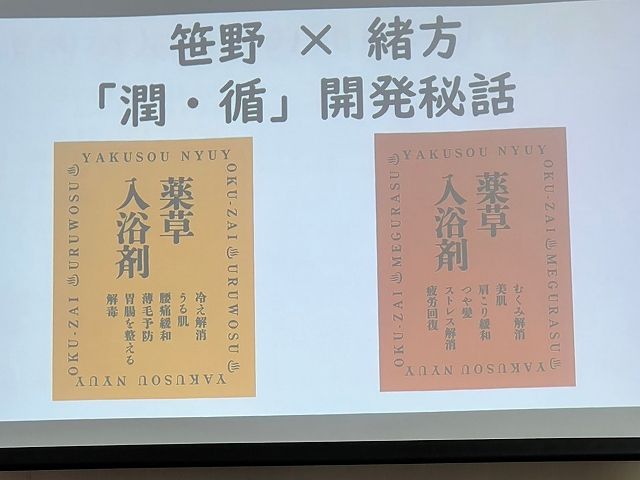 笹野 × 緒方
「潤・循」開発秘話
YAKUSOU NYUY
OKU-ZAI ♨ URUWOSU ♨
YAKUSOU NYUY
OKU-ZAI ♨ URUWOSU ♨
薬草
入浴剤
冷え解消
うる肌
腰痛緩和
薄毛予防
胃腸を整える
解毒
YAKUSOU NYUY
OKU-ZAI ♨ MEGURASU ♨
YAKUSOU NYUY
OKU-ZAI ♨ MEGURASU ♨
薬草
入浴剤
むくみ解消
美肌
肩こり緩和
つや髪
ストレス解消
疲労回復